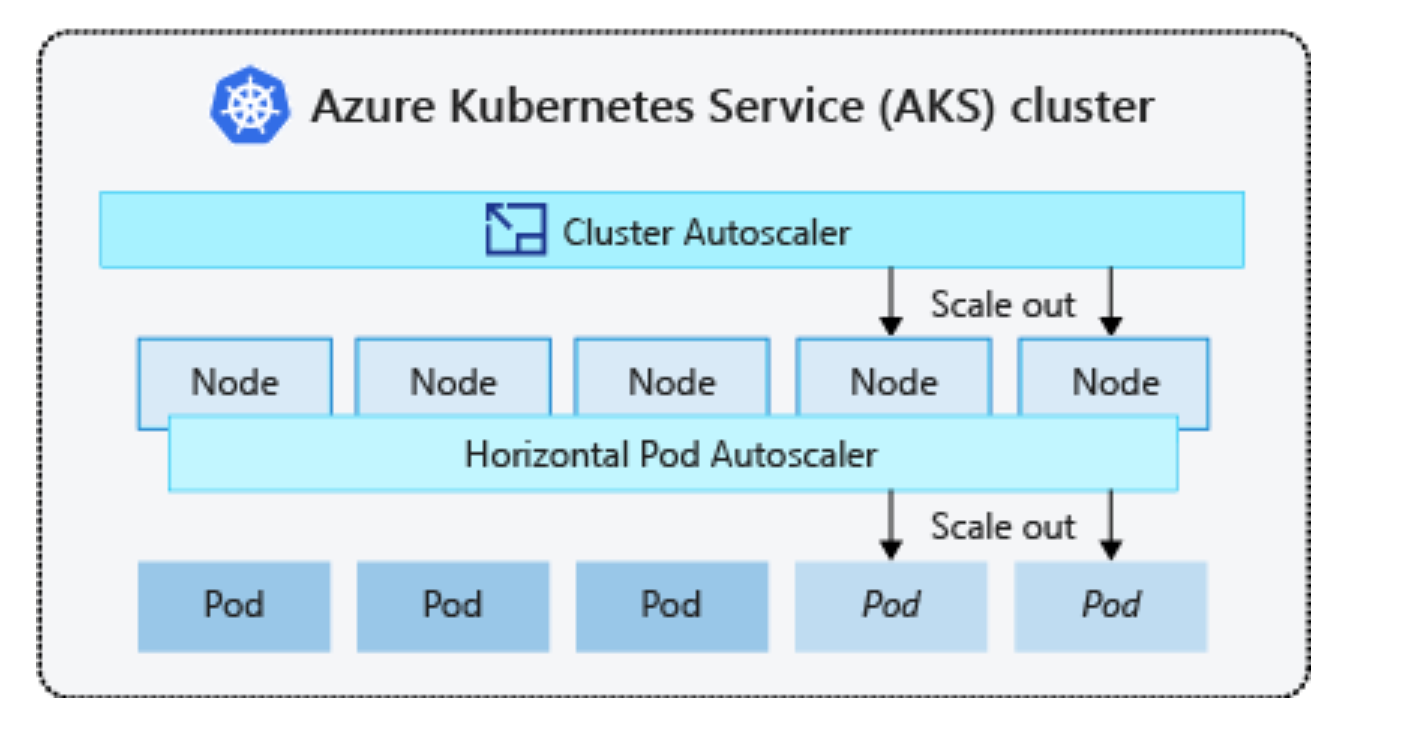 Azure Kubernetes Service (AKS) cluster
Cluster Autoscaler
Scale out
Node Node Node Node Node
Horizontal Pod Autoscaler
Scale out
Pod Pod Pod Pod Pod